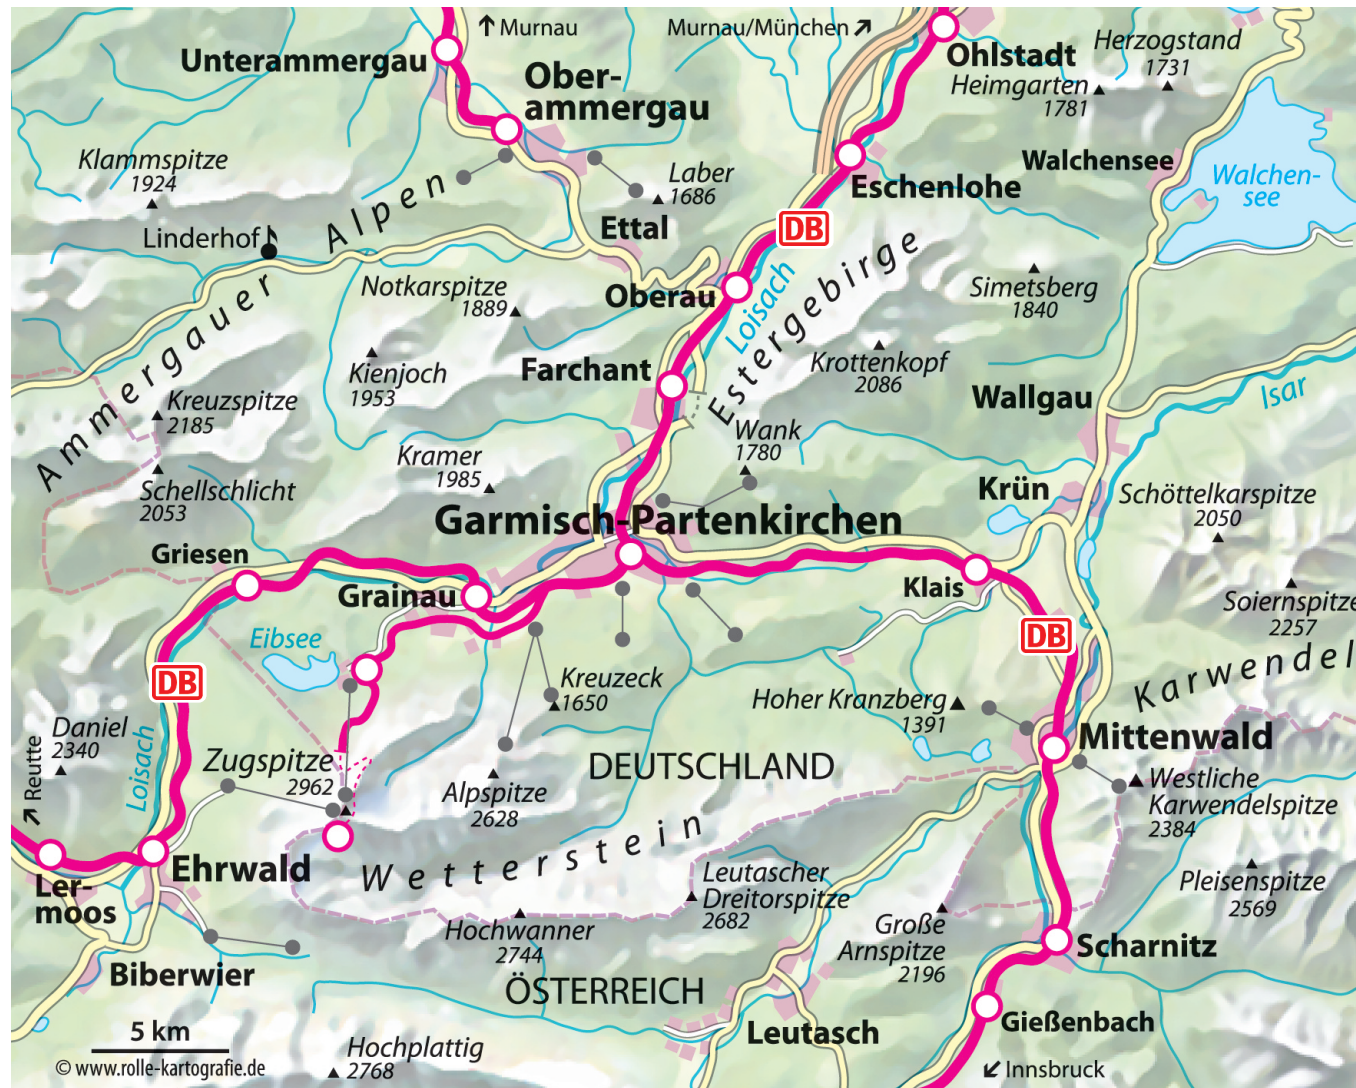 ↑ Murnau
Murnau/München ↗
Unterammergau
Ober-
ammergau
Ohlstadt
Herzogstand
1731
Heimgarten
1781
Klammspitze
1924
Laber
1686
Eschenlohe
Walchensee
Walchen-
see
Linderhof
Ettal
DB
Ammergauer Alpen
Notkarspitze
1889
Oberau
Loisach
Estergebirge
Simetsberg
1840
Kienjoch
1953
Farchant
Krottenkopf
2086
Wallgau
Isar
Kreuzspitze
2185
Wank
1780
Kramer
1985
Schellschlicht
2053
Krün
Schöttelkarspitze
2050
Garmisch-Partenkirchen
Griesen
Grainau
Klais
Soiernspitze
2257
Eibsee
DB
DB
Kreuzeck
1650
Hoher Kranzberg
1391
Karwendel
Daniel
2340
Reutte
Loisach
Zugspitze
2962
DEUTSCHLAND
Mittenwald
Alpspitze
2628
Westliche
Karwendelspitze
2384
Wetterstein
Ehrwald
Ler-
moos
Leutascher
Dreitorspitze
2682
Pleisenspitze
2569
Hochwanner
2744
Große
Arnspitze
2196
Scharnitz
Biberwier
ÖSTERREICH
Leutasch
Gießenbach
5 km
Hochplattig
2768
↙ Innsbruck
© www.rolle-kartografie.de